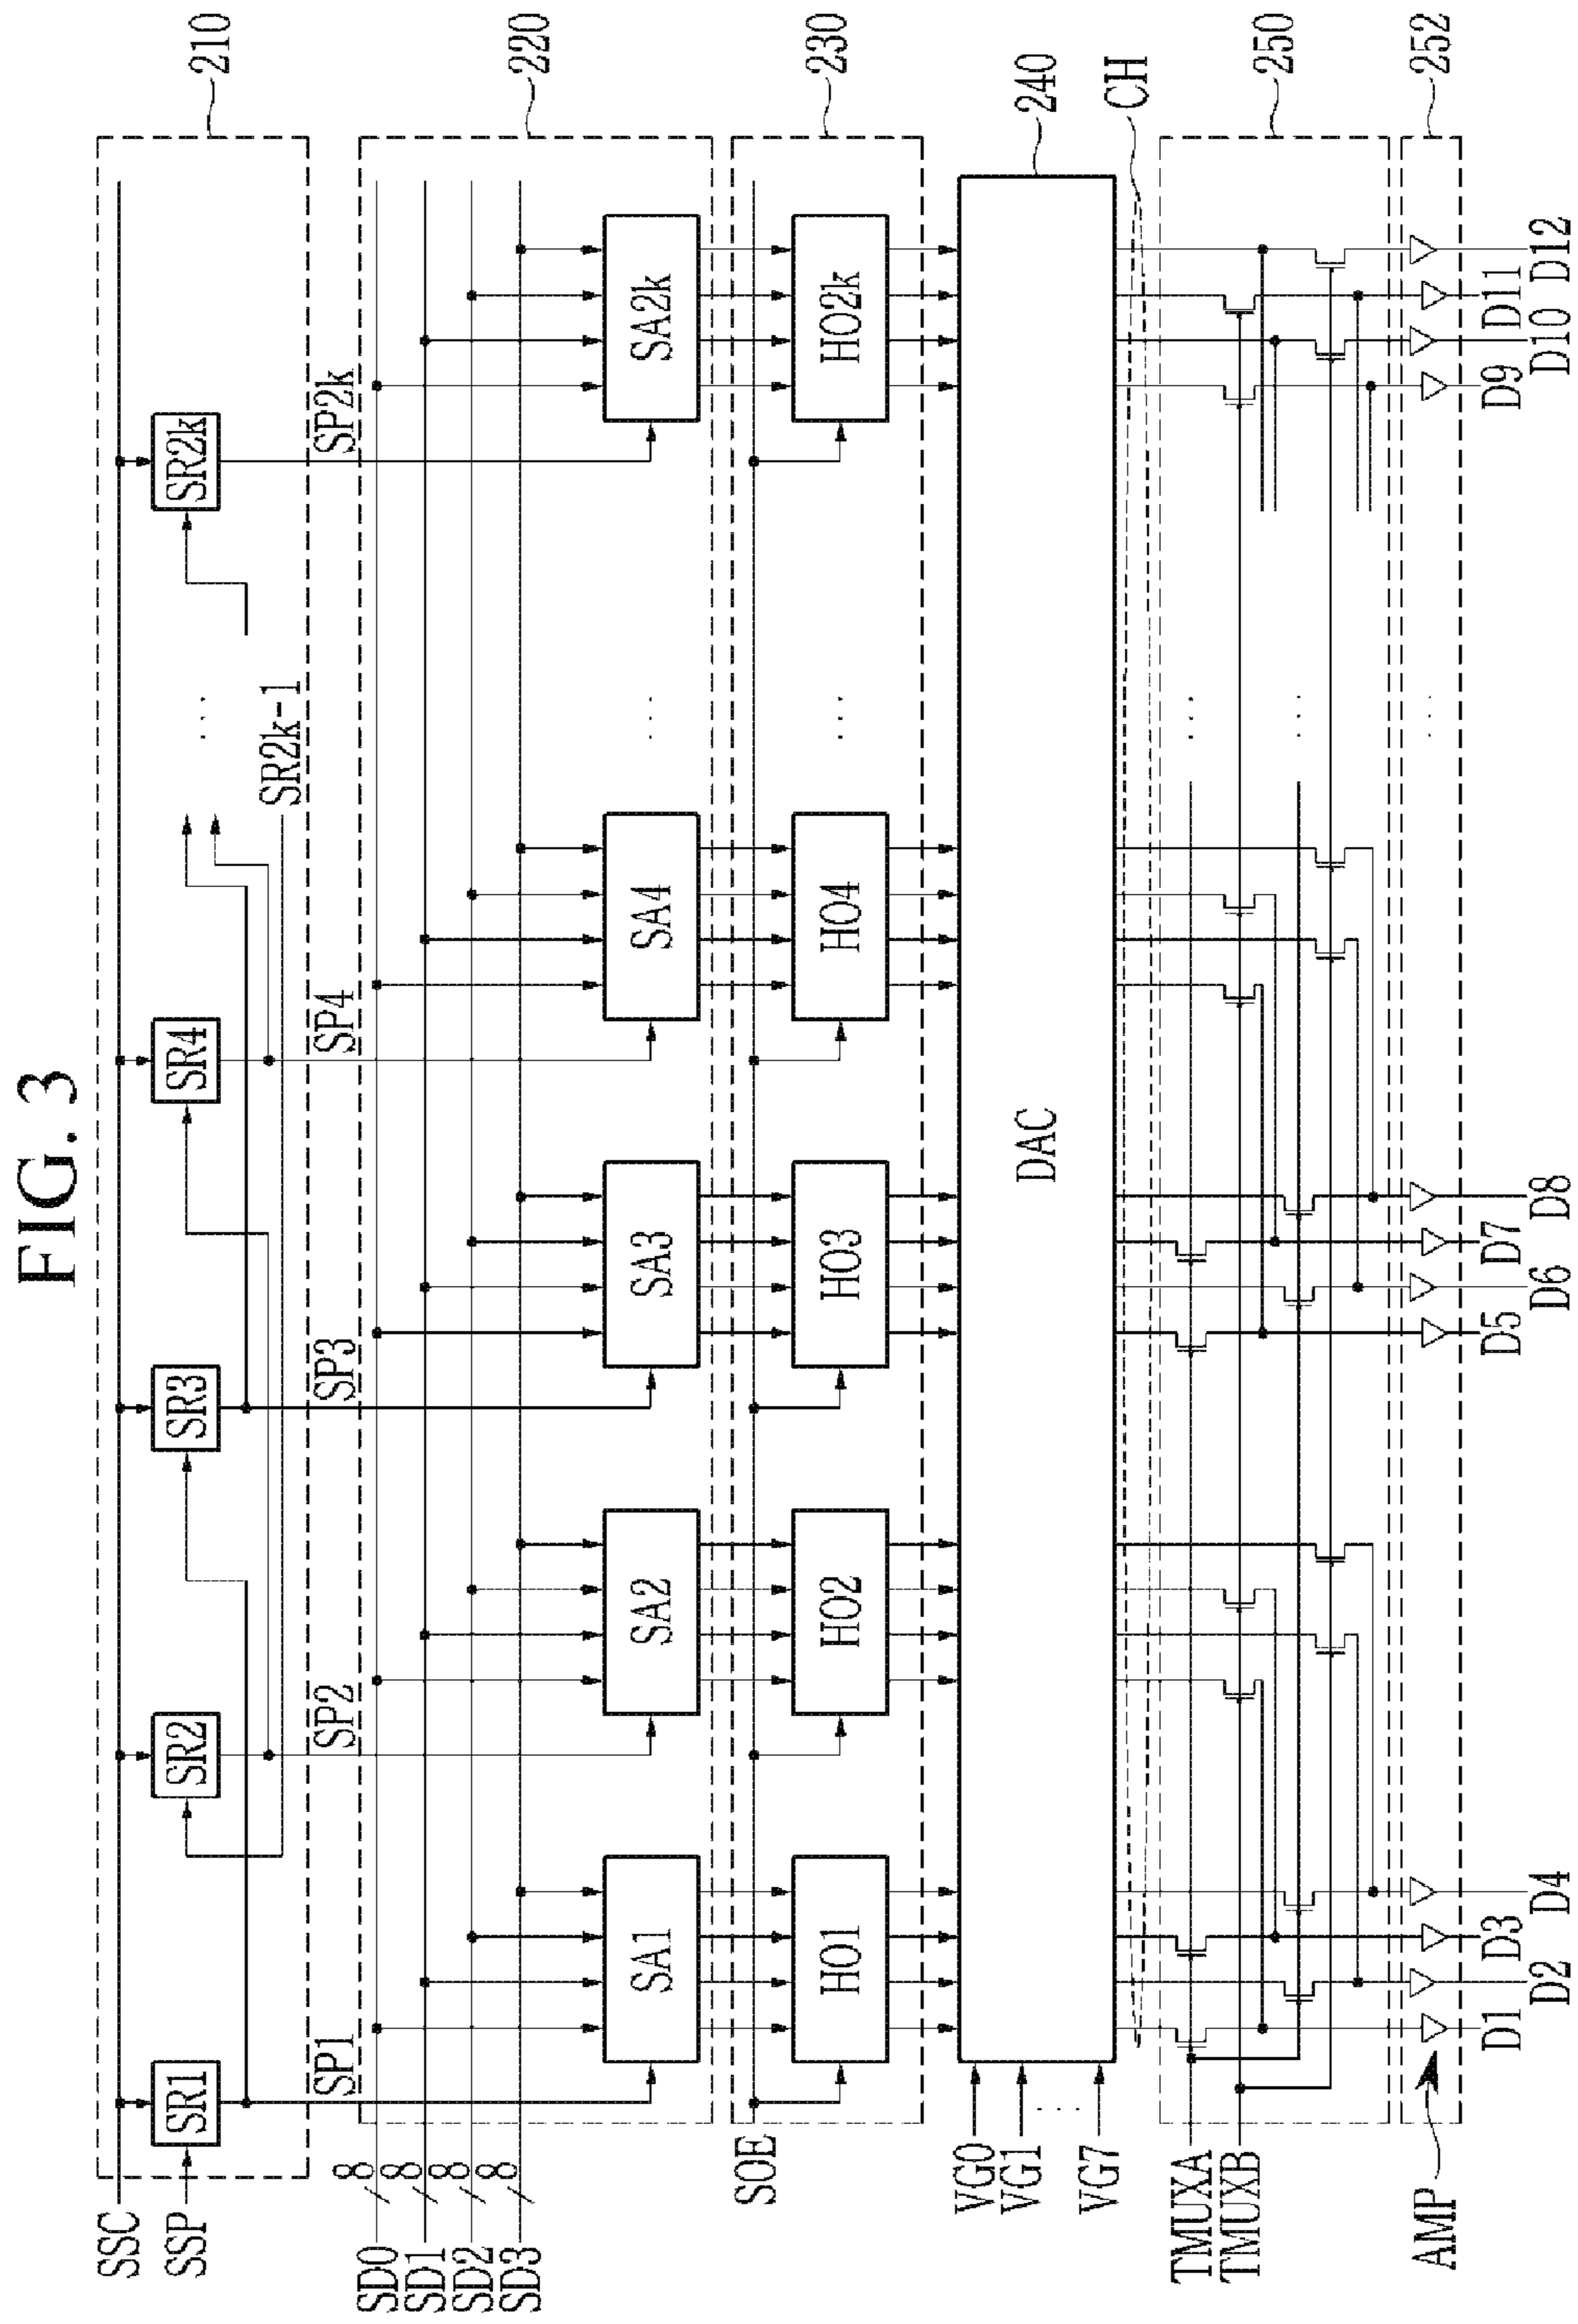 FIG. 3
210
220
230
240
CH
250
252
SSC
SSP
SR1
SR2
SR3
SR4
...
SR2k
SR2k-1
SP1
SP2
SP3
SP4
SP2k
SD0
8
SD1
8
SD2
8
SD3
8
SA1
SA2
SA3
SA4
...
SA2k
SOE
HO1
HO2
HO3
HO4
...
HO2k
VG0
VG1
...
VG7
DAC
TMUXA
TMUXB
...
...
AMP
...
D1
D2
D3
D4
D5
D6
D7
D8
D9
D10
D11
D12